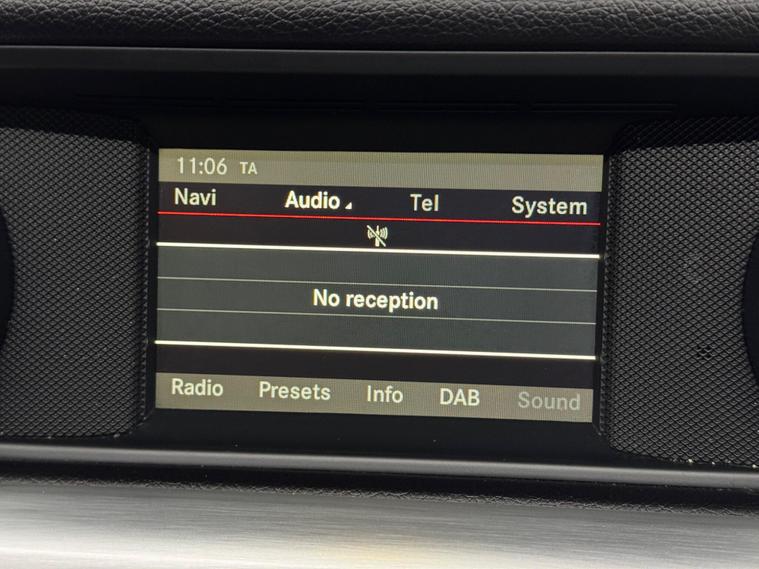 11:06 TA
Navi Audio Tel System
No reception
Radio Presets Info DAB Sound